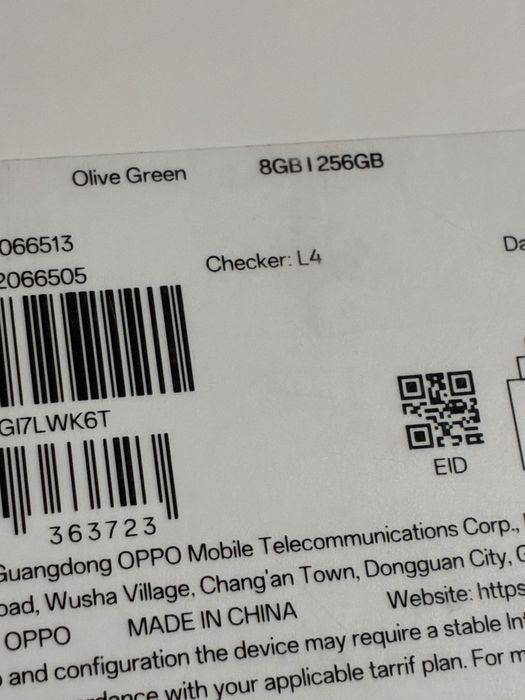 Olive Green 8GB | 256GB
066513
2066505
Checker: L4
GI7LWK6T
EID
363723
Guangdong OPPO Mobile Telecommunications Corp.,
oad, Wusha Village, Chang'an Town, Dongguan City, G
OPPO MADE IN CHINA Website: https
and configuration the device may require a stable Int
with your applicable tarrif plan. For m